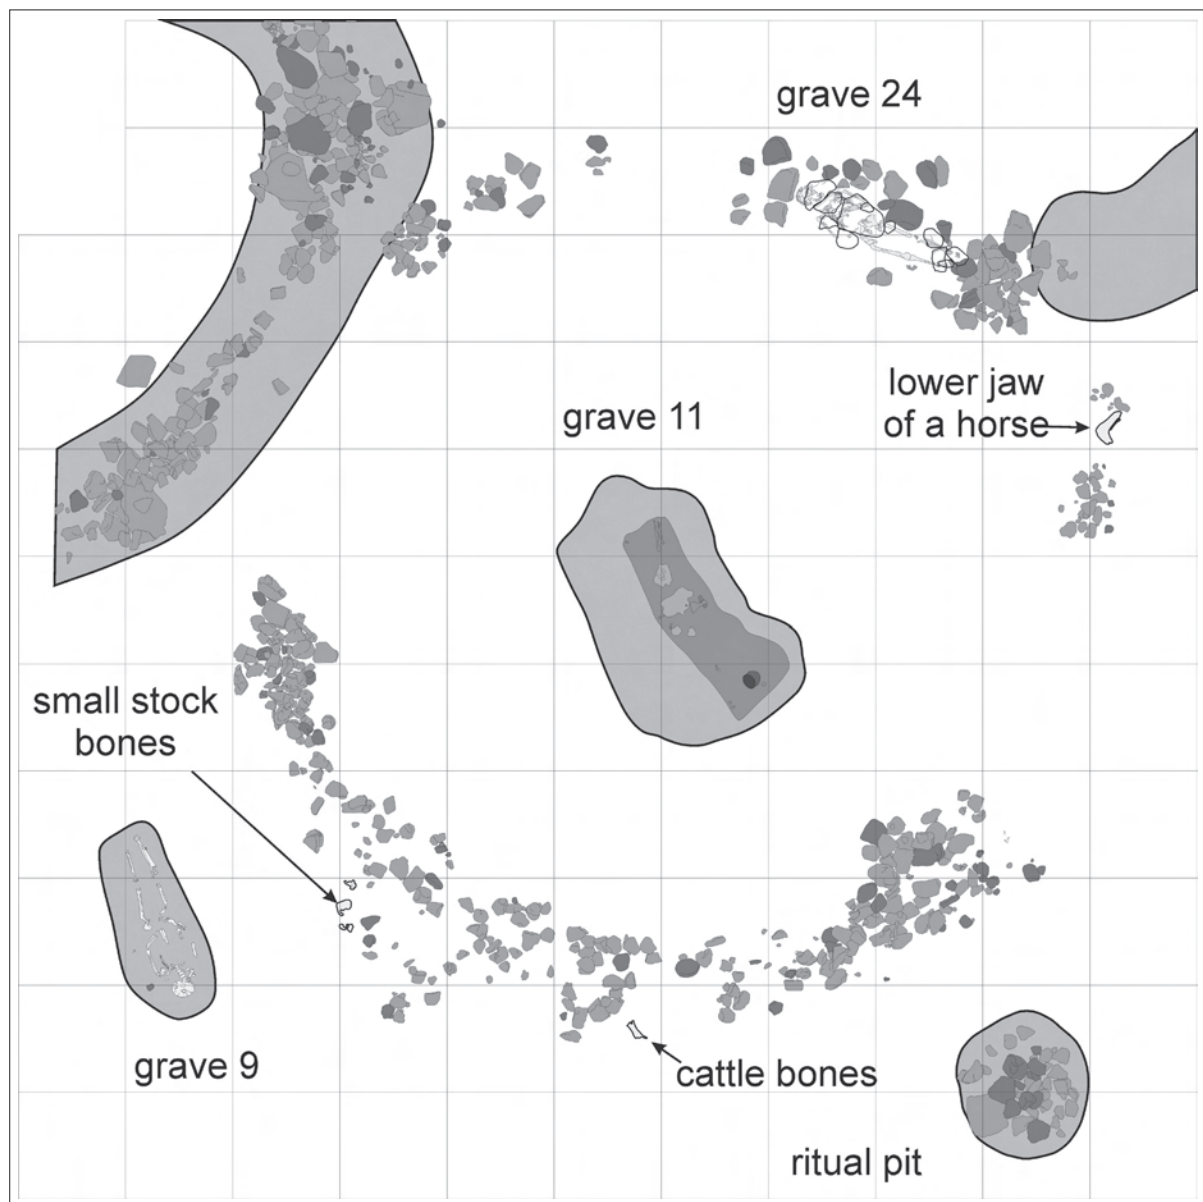 grave 24
lower jaw
of a horse
grave 11
small stock
bones
grave 9
cattle bones
ritual pit